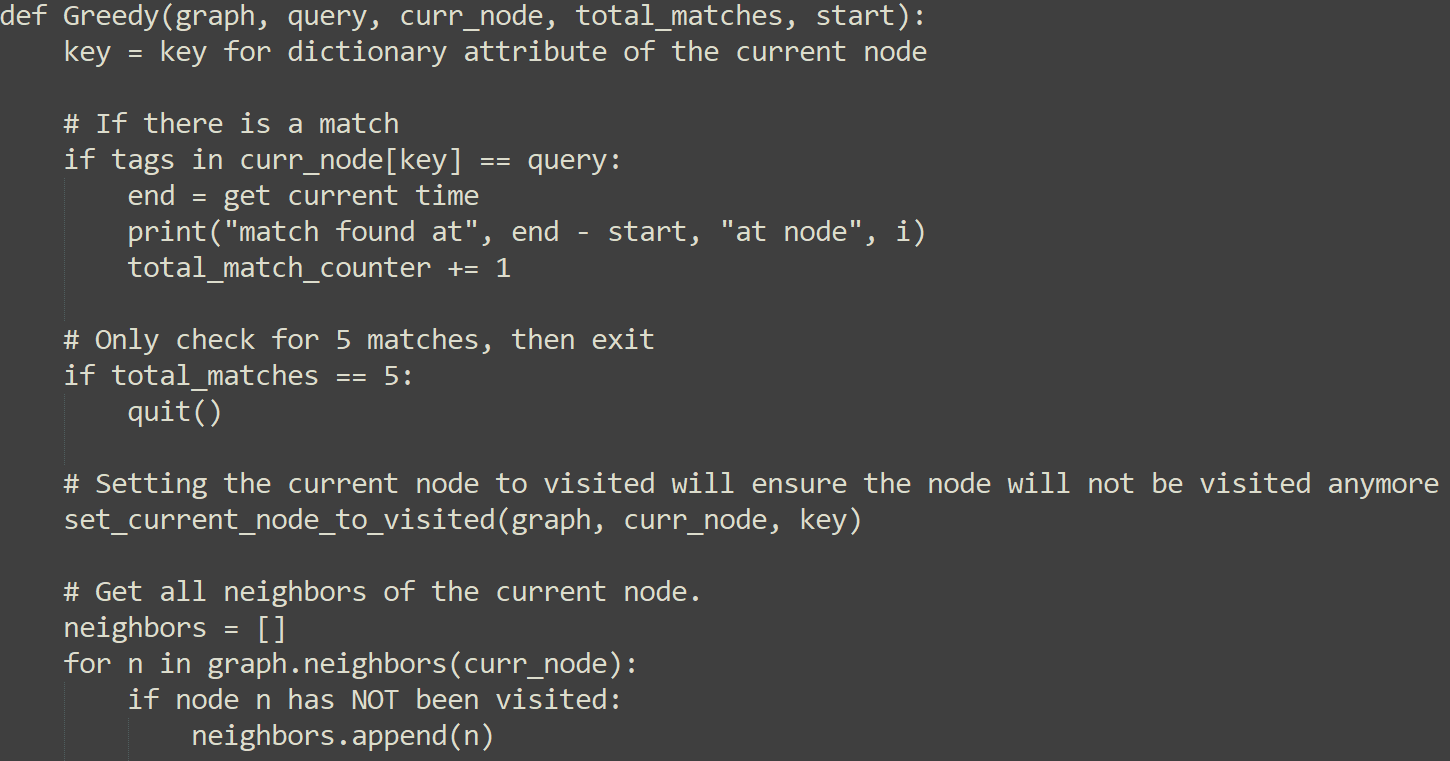 def Greedy(graph, query, curr_node, total_matches, start):
    key = key for dictionary attribute of the current node
    # If there is a match
    if tags in curr_node[key] == query:
        end = get current time
        print("match found at", end - start, "at node", i)
        total_match_counter += 1
    # Only check for 5 matches, then exit
    if total_matches == 5:
        quit()
    # Setting the current node to visited will ensure the node will not be visited anymore
    set_current_node_to_visited(graph, curr_node, key)
    # Get all neighbors of the current node.
    neighbors = []
    for n in graph.neighbors(curr_node):
        if node n has NOT been visited:
            neighbors.append(n)